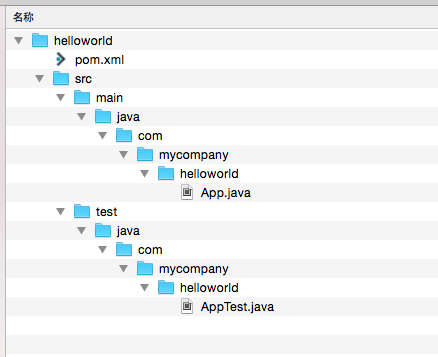 名称
helloworld
pom.xml
src
main
java
com
mycompany
helloworld
App.java
test
java
com
mycompany
helloworld
AppTest.java